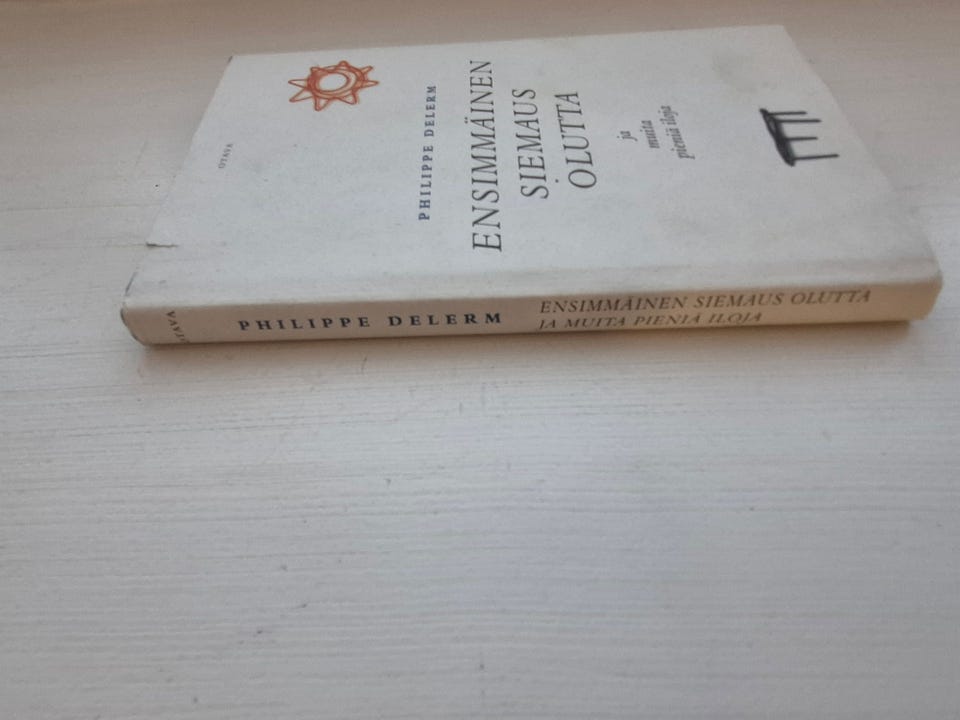 PHILIPPE DELERM
ENSIMMÄINEN
SIEMAUS
OLUTTA
ja
muita
pieniä iloja
OTAVA
OTAVA
PHILIPPE DELERM
ENSIMMÄINEN SIEMAUS OLUTTA
JA MUITA PIENIÄ ILOJA